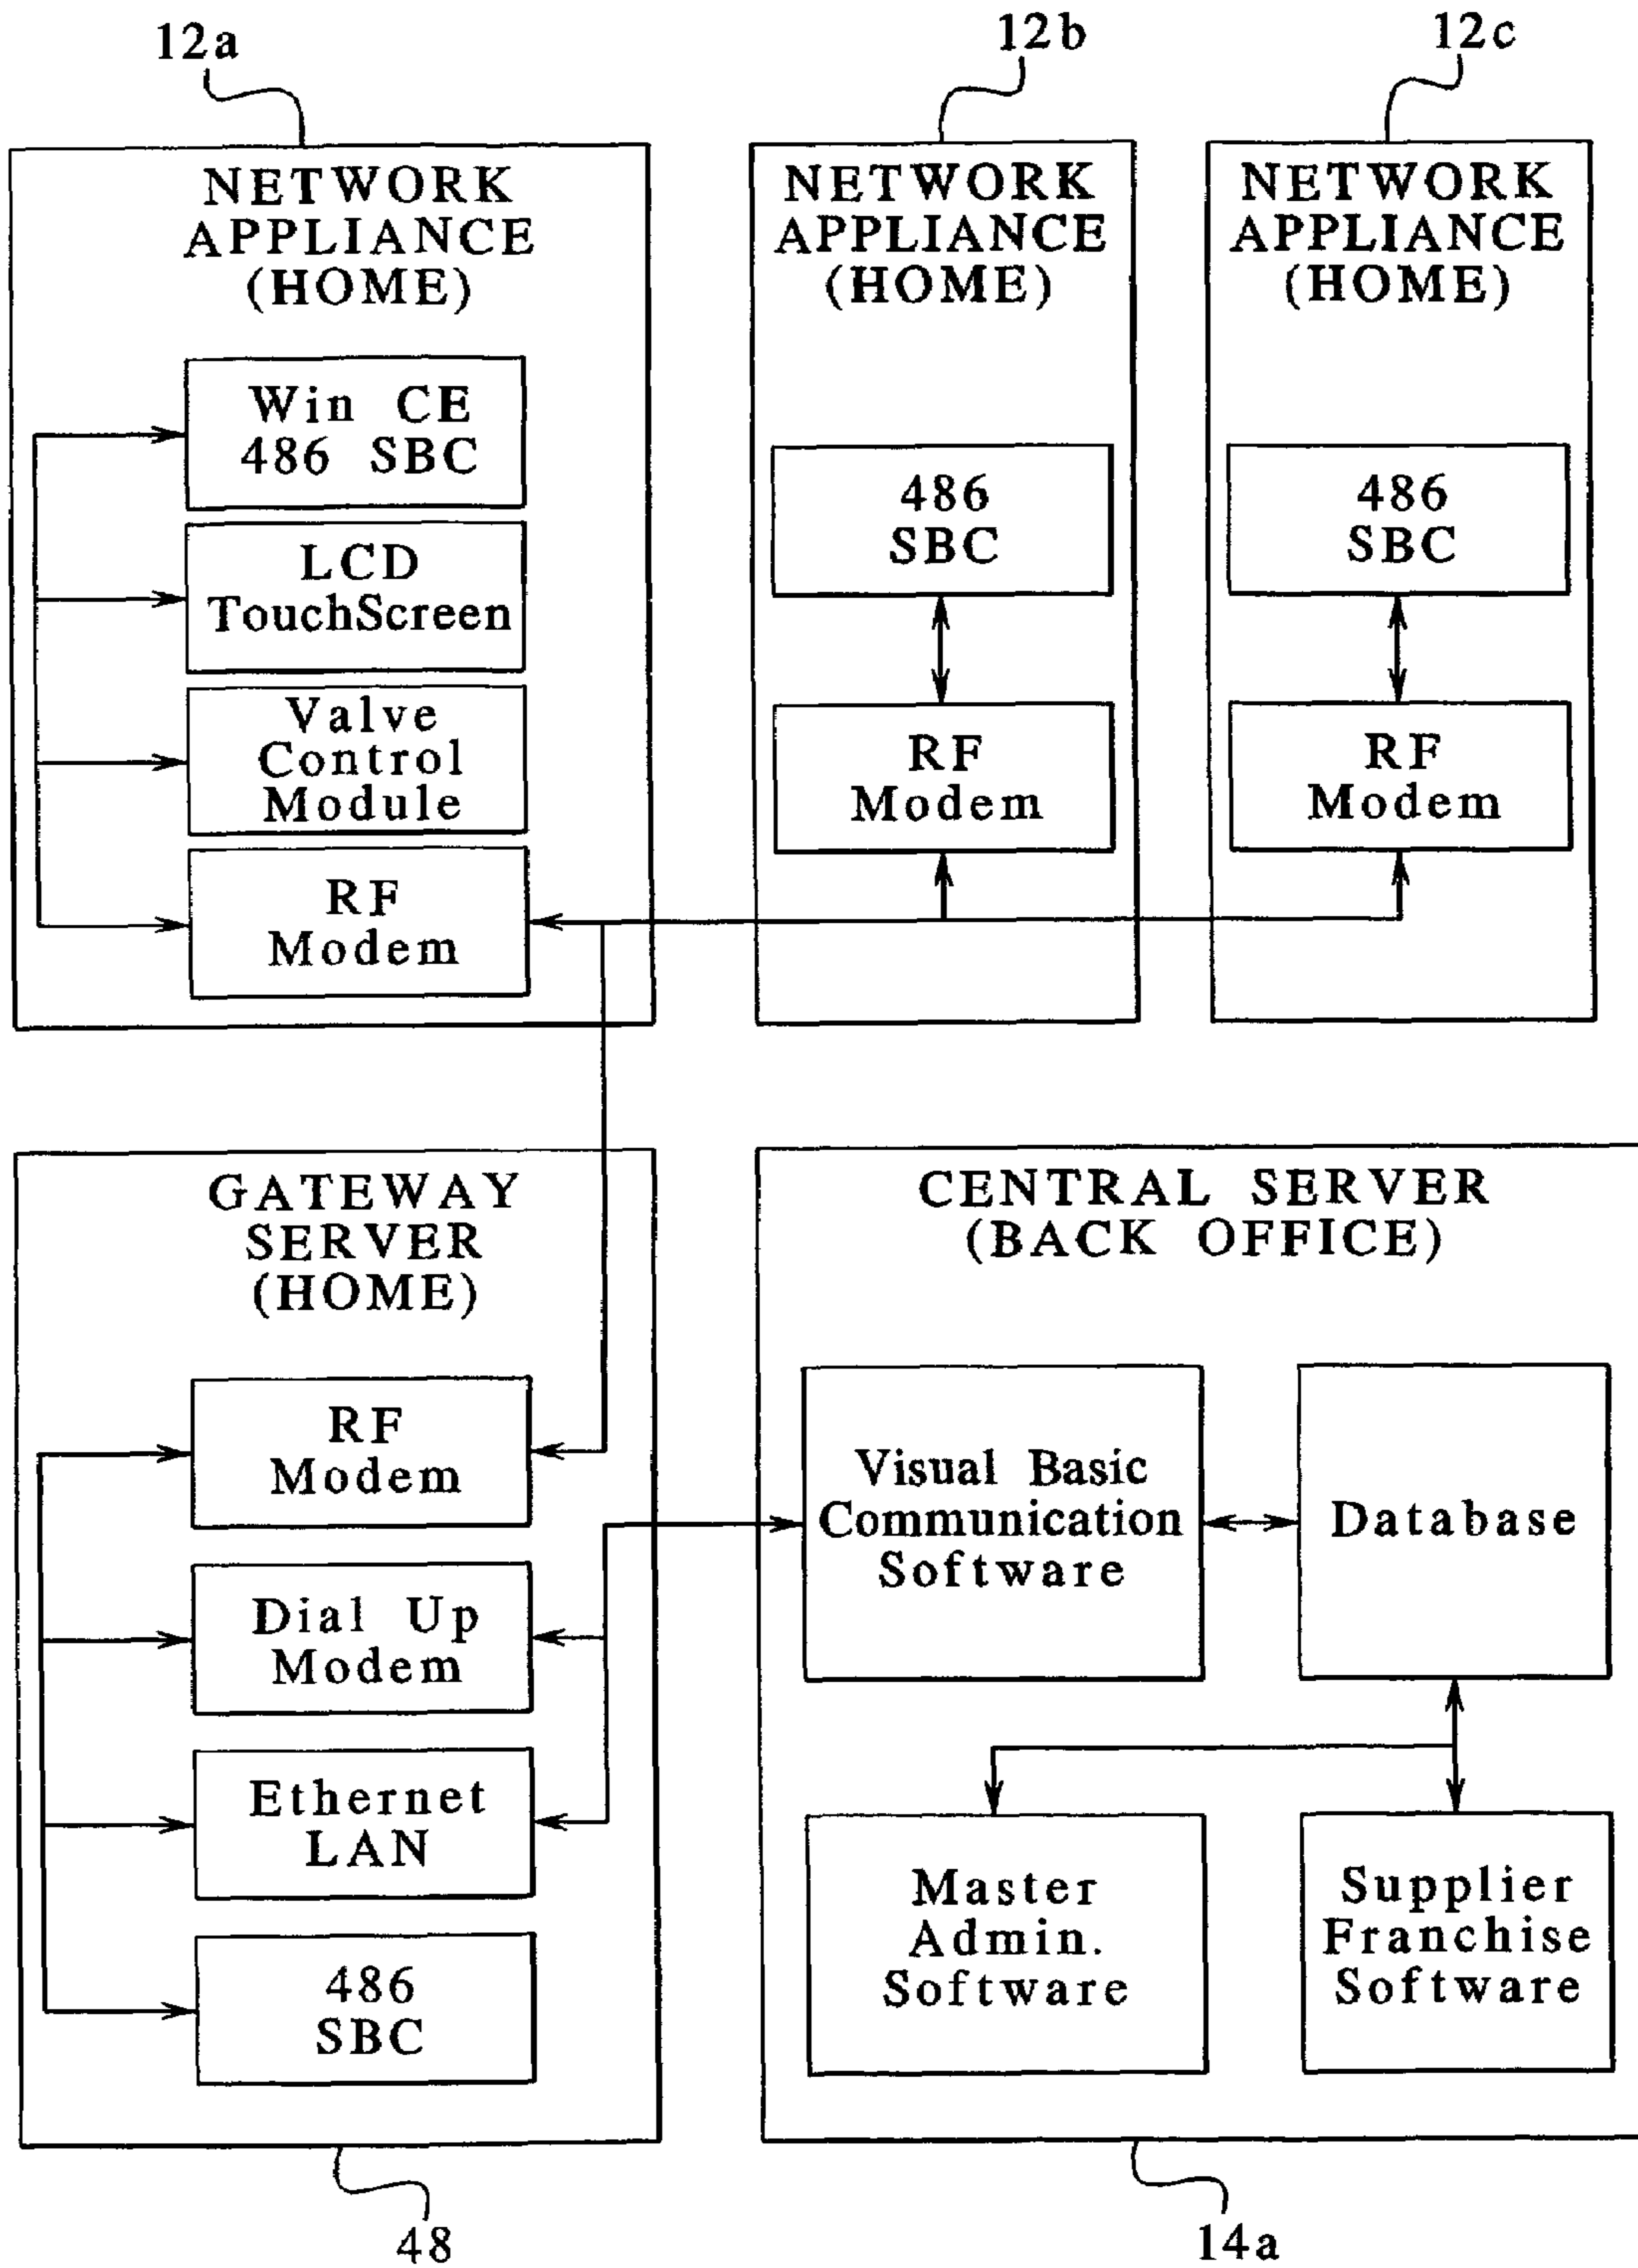 12a
12b
12c
NETWORK
APPLIANCE
(HOME)
Win CE
486 SBC
LCD
TouchScreen
Valve
Control
Module
RF
Modem
NETWORK
APPLIANCE
(HOME)
486
SBC
RF
Modem
NETWORK
APPLIANCE
(HOME)
486
SBC
RF
Modem
GATEWAY
SERVER
(HOME)
RF
Modem
Dial Up
Modem
Ethernet
LAN
486
SBC
48
CENTRAL SERVER
(BACK OFFICE)
Visual Basic
Communication
Software
Database
Master
Admin.
Software
Supplier
Franchise
Software
14a